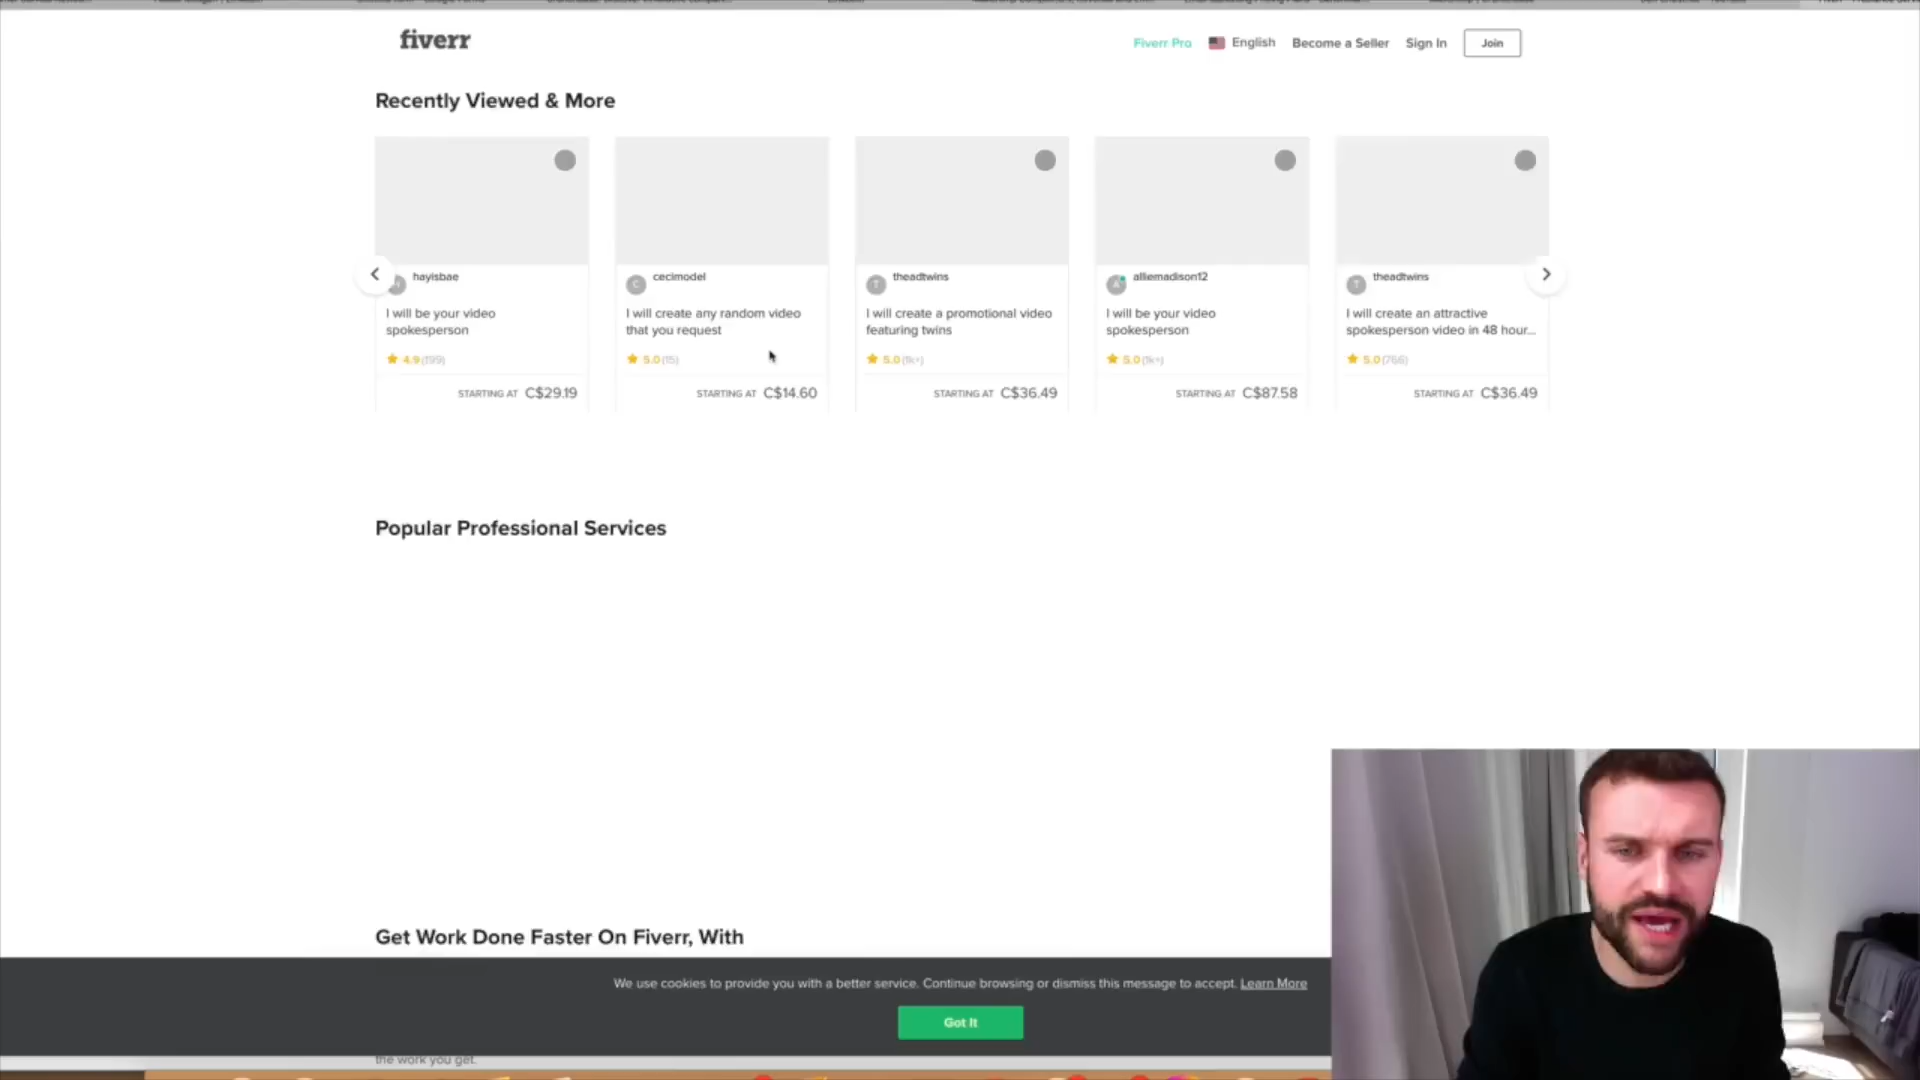 fiverr
Fiverr Pro English Become a Seller Sign In Join
Recently Viewed & More
hayisbae
I will be your video
spokesperson
4.9 (199)
STARTING AT C$29.19
C cecimodel
I will create any random video
that you request
5.0 (15)
STARTING AT C$14.60
T theadtwins
I will create a promotional video
featuring twins
5.0 (1k+)
STARTING AT C$36.49
A alliemadison12
I will be your video
spokesperson
5.0 (1k+)
STARTING AT C$87.58
T theadtwins
I will create an attractive
spokesperson video in 48 hour...
5.0 (766)
STARTING AT C$36.49
Popular Professional Services
Get Work Done Faster On Fiverr, With
We use cookies to provide you with a better service. Continue browsing or dismiss this message to accept. Learn More
Got It
the work you get.